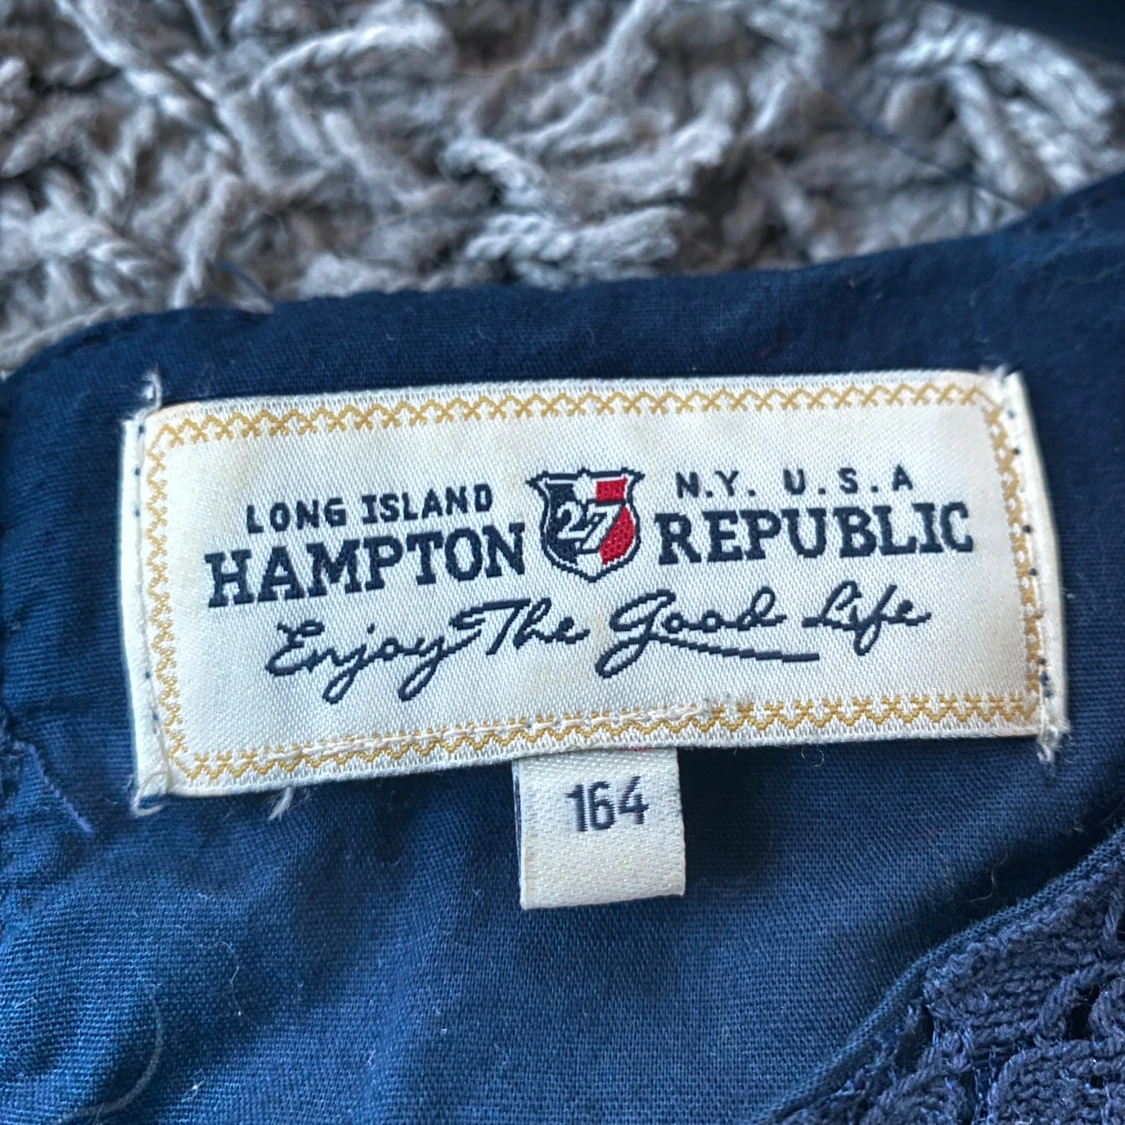 LONG ISLAND N.Y. U.S.A
HAMPTON 27 REPUBLIC
Enjoy The Good Life
164